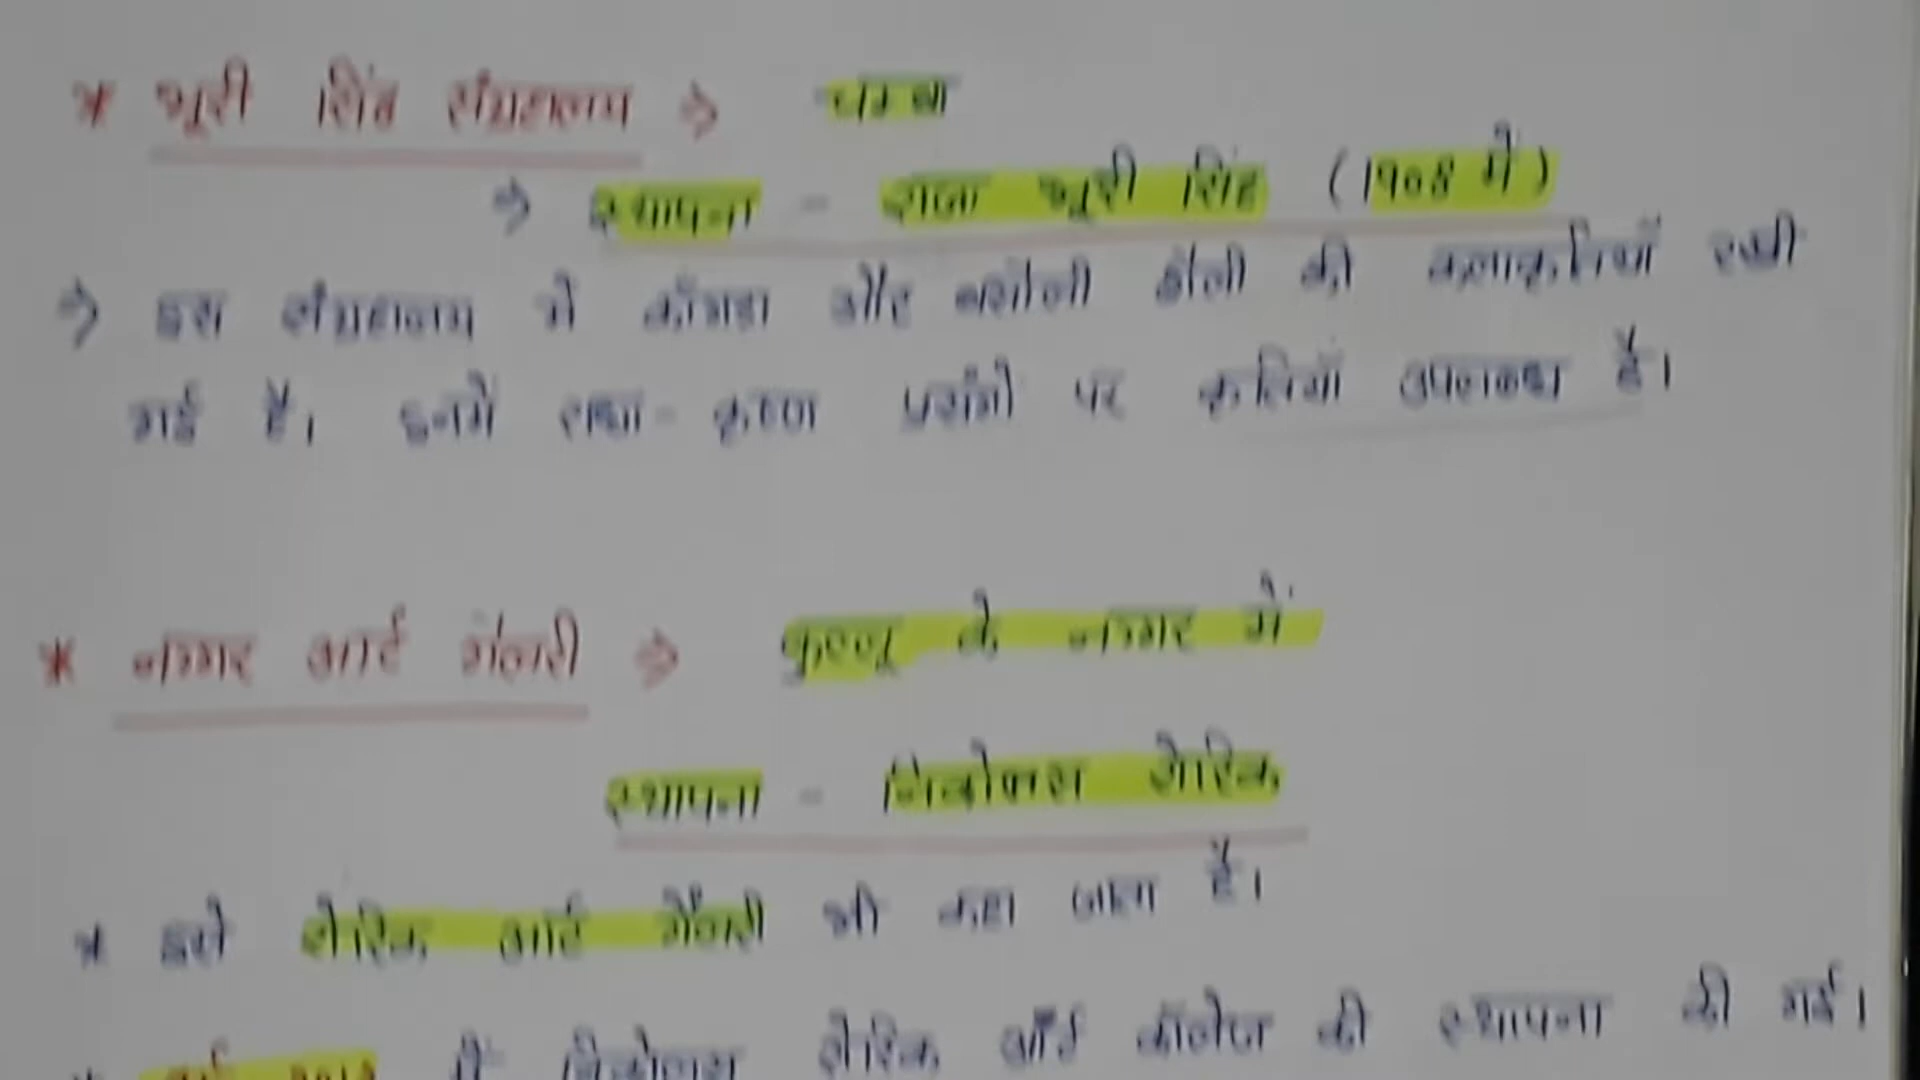 * भूरी सिंह संग्रहालय ⇒ चम्बा
⇒ स्थापना - राजा भूरी सिंह (1908 में)
⇒ इस संग्रहालय में काँगड़ा और बसोली शैली की कलाकृतियाँ रखी
गई हैं। इनमें राधा-कृष्ण प्रसंगों पर कृतियाँ उपलब्ध हैं।
* नग्गर आर्ट गैलरी ⇒ कुल्लू के नग्गर में
स्थापना - निकोलस रोरिक
* इसे रोरिक आर्ट गैलरी भी कहा जाता है।
* में निकोलस रोरिक आर्ट कॉलेज की स्थापना की गई।